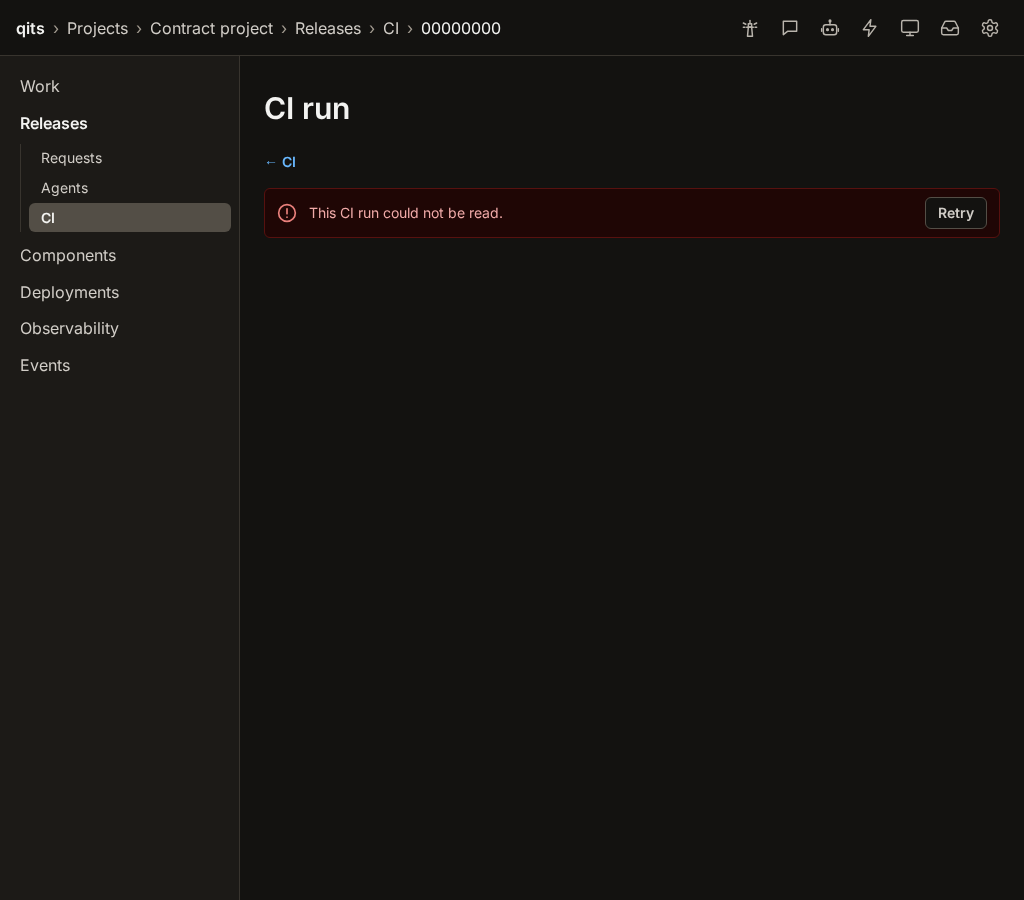 qits › Projects › Contract project › Releases › CI › 00000000
Work
Releases
Requests
Agents
CI
Components
Deployments
Observability
Events
CI run
← CI
This CI run could not be read.
Retry